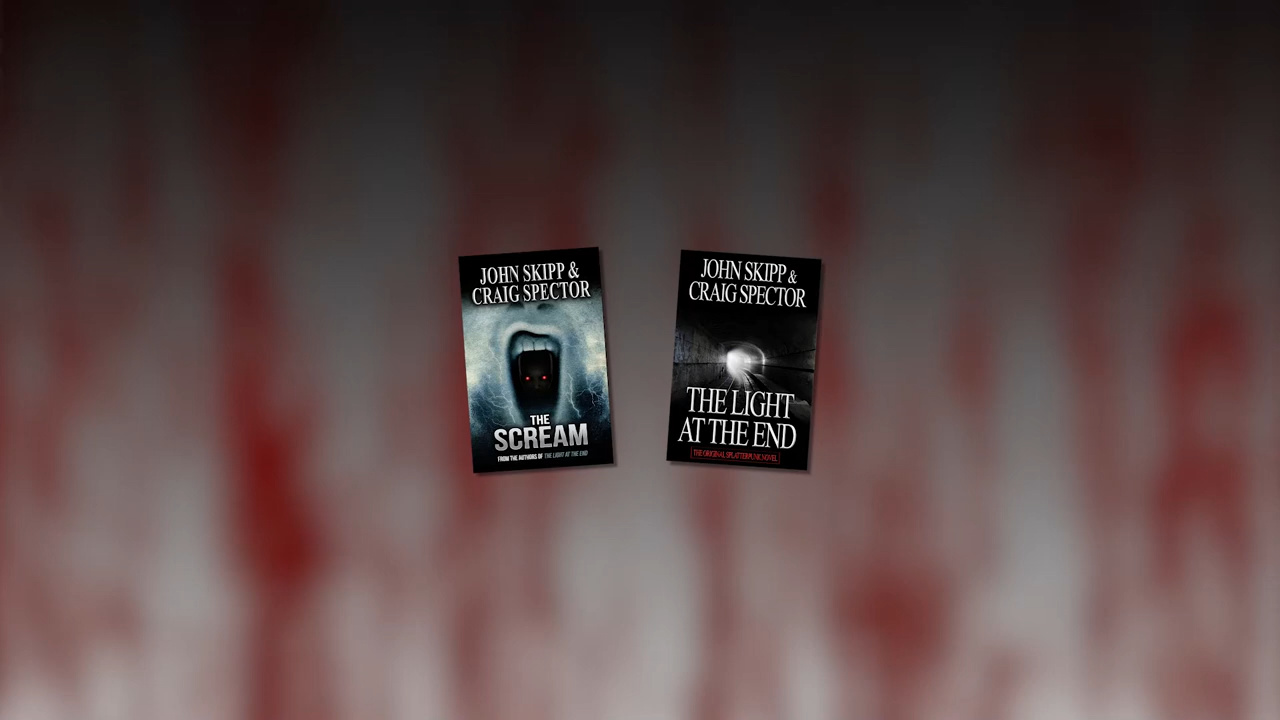 JOHN SKIPP &
CRAIG SPECTOR
THE
SCREAM
FROM THE AUTHORS OF THE LIGHT AT THE END
JOHN SKIPP &
CRAIG SPECTOR
THE LIGHT
AT THE END
THE ORIGINAL SPLATTERPUNK NOVEL